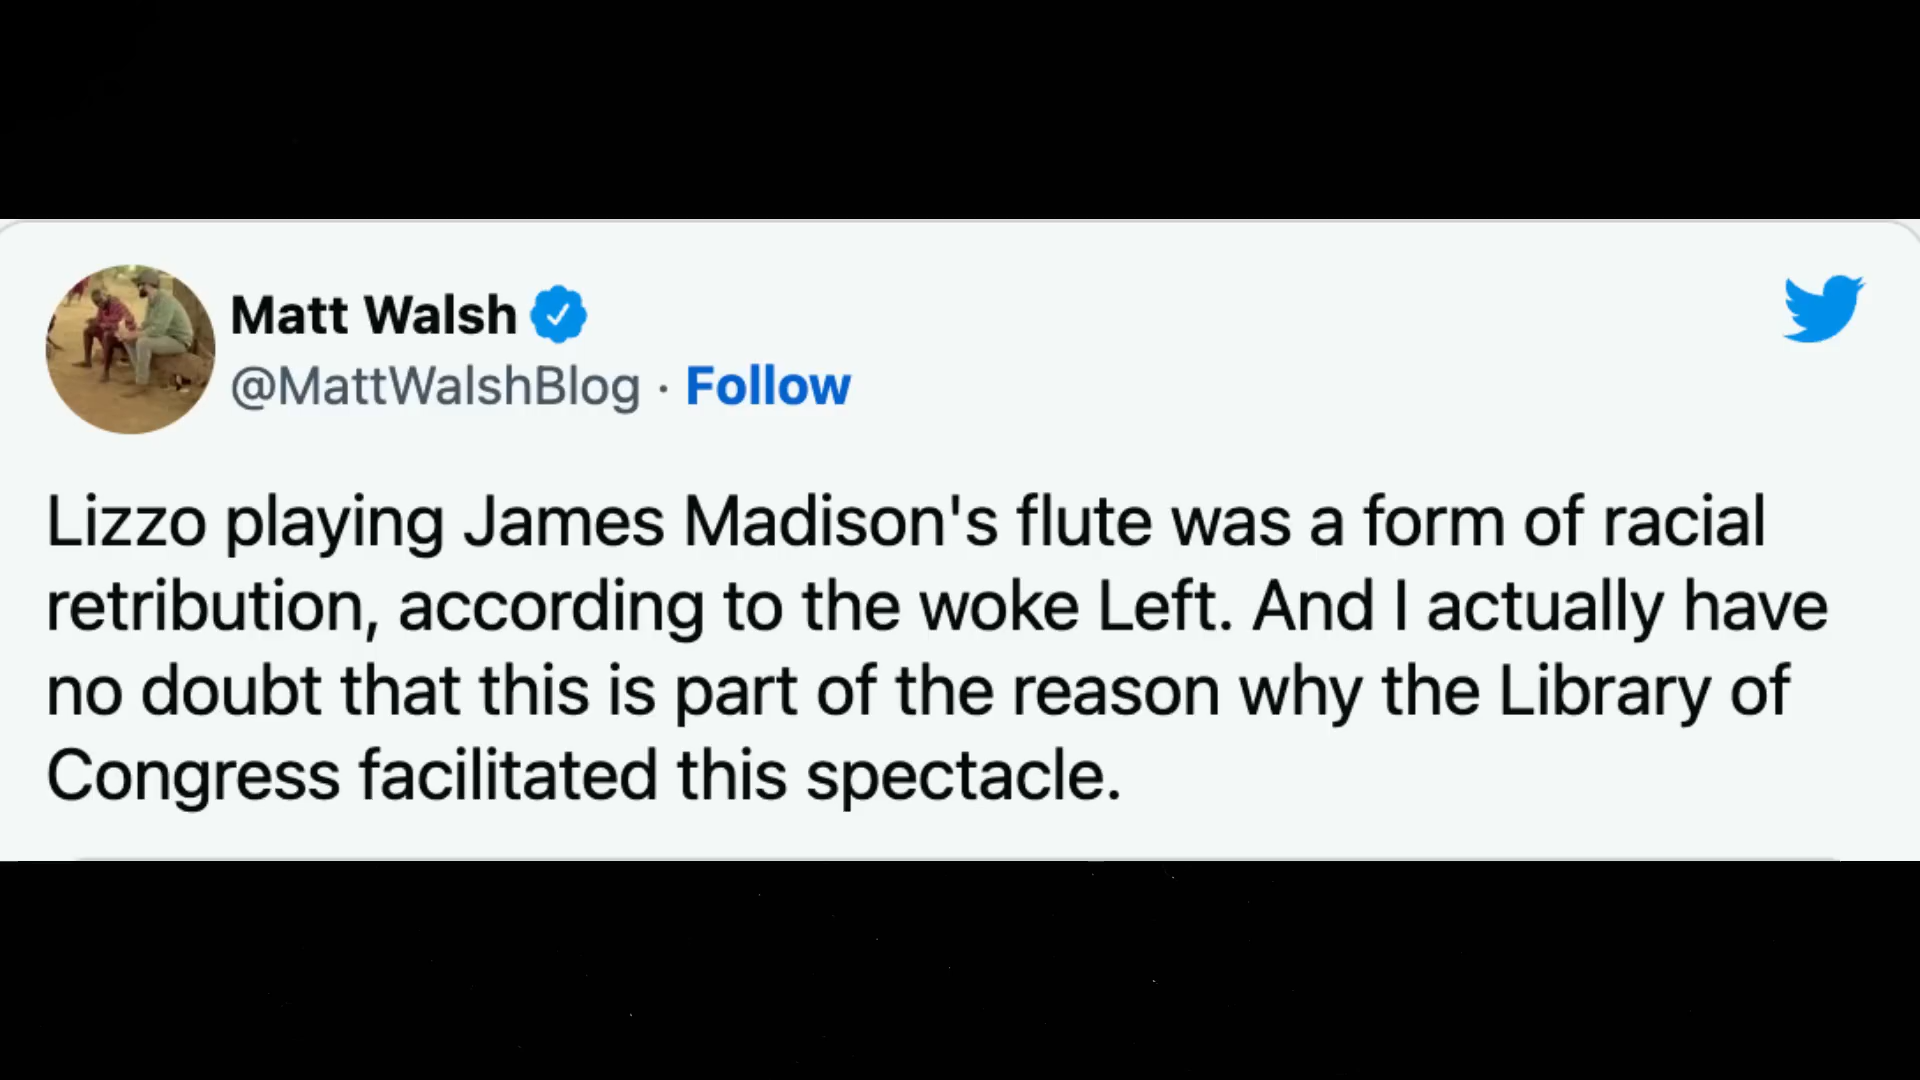 Matt Walsh
@MattWalshBlog · Follow
Lizzo playing James Madison's flute was a form of racial
retribution, according to the woke Left. And I actually have
no doubt that this is part of the reason why the Library of
Congress facilitated this spectacle.